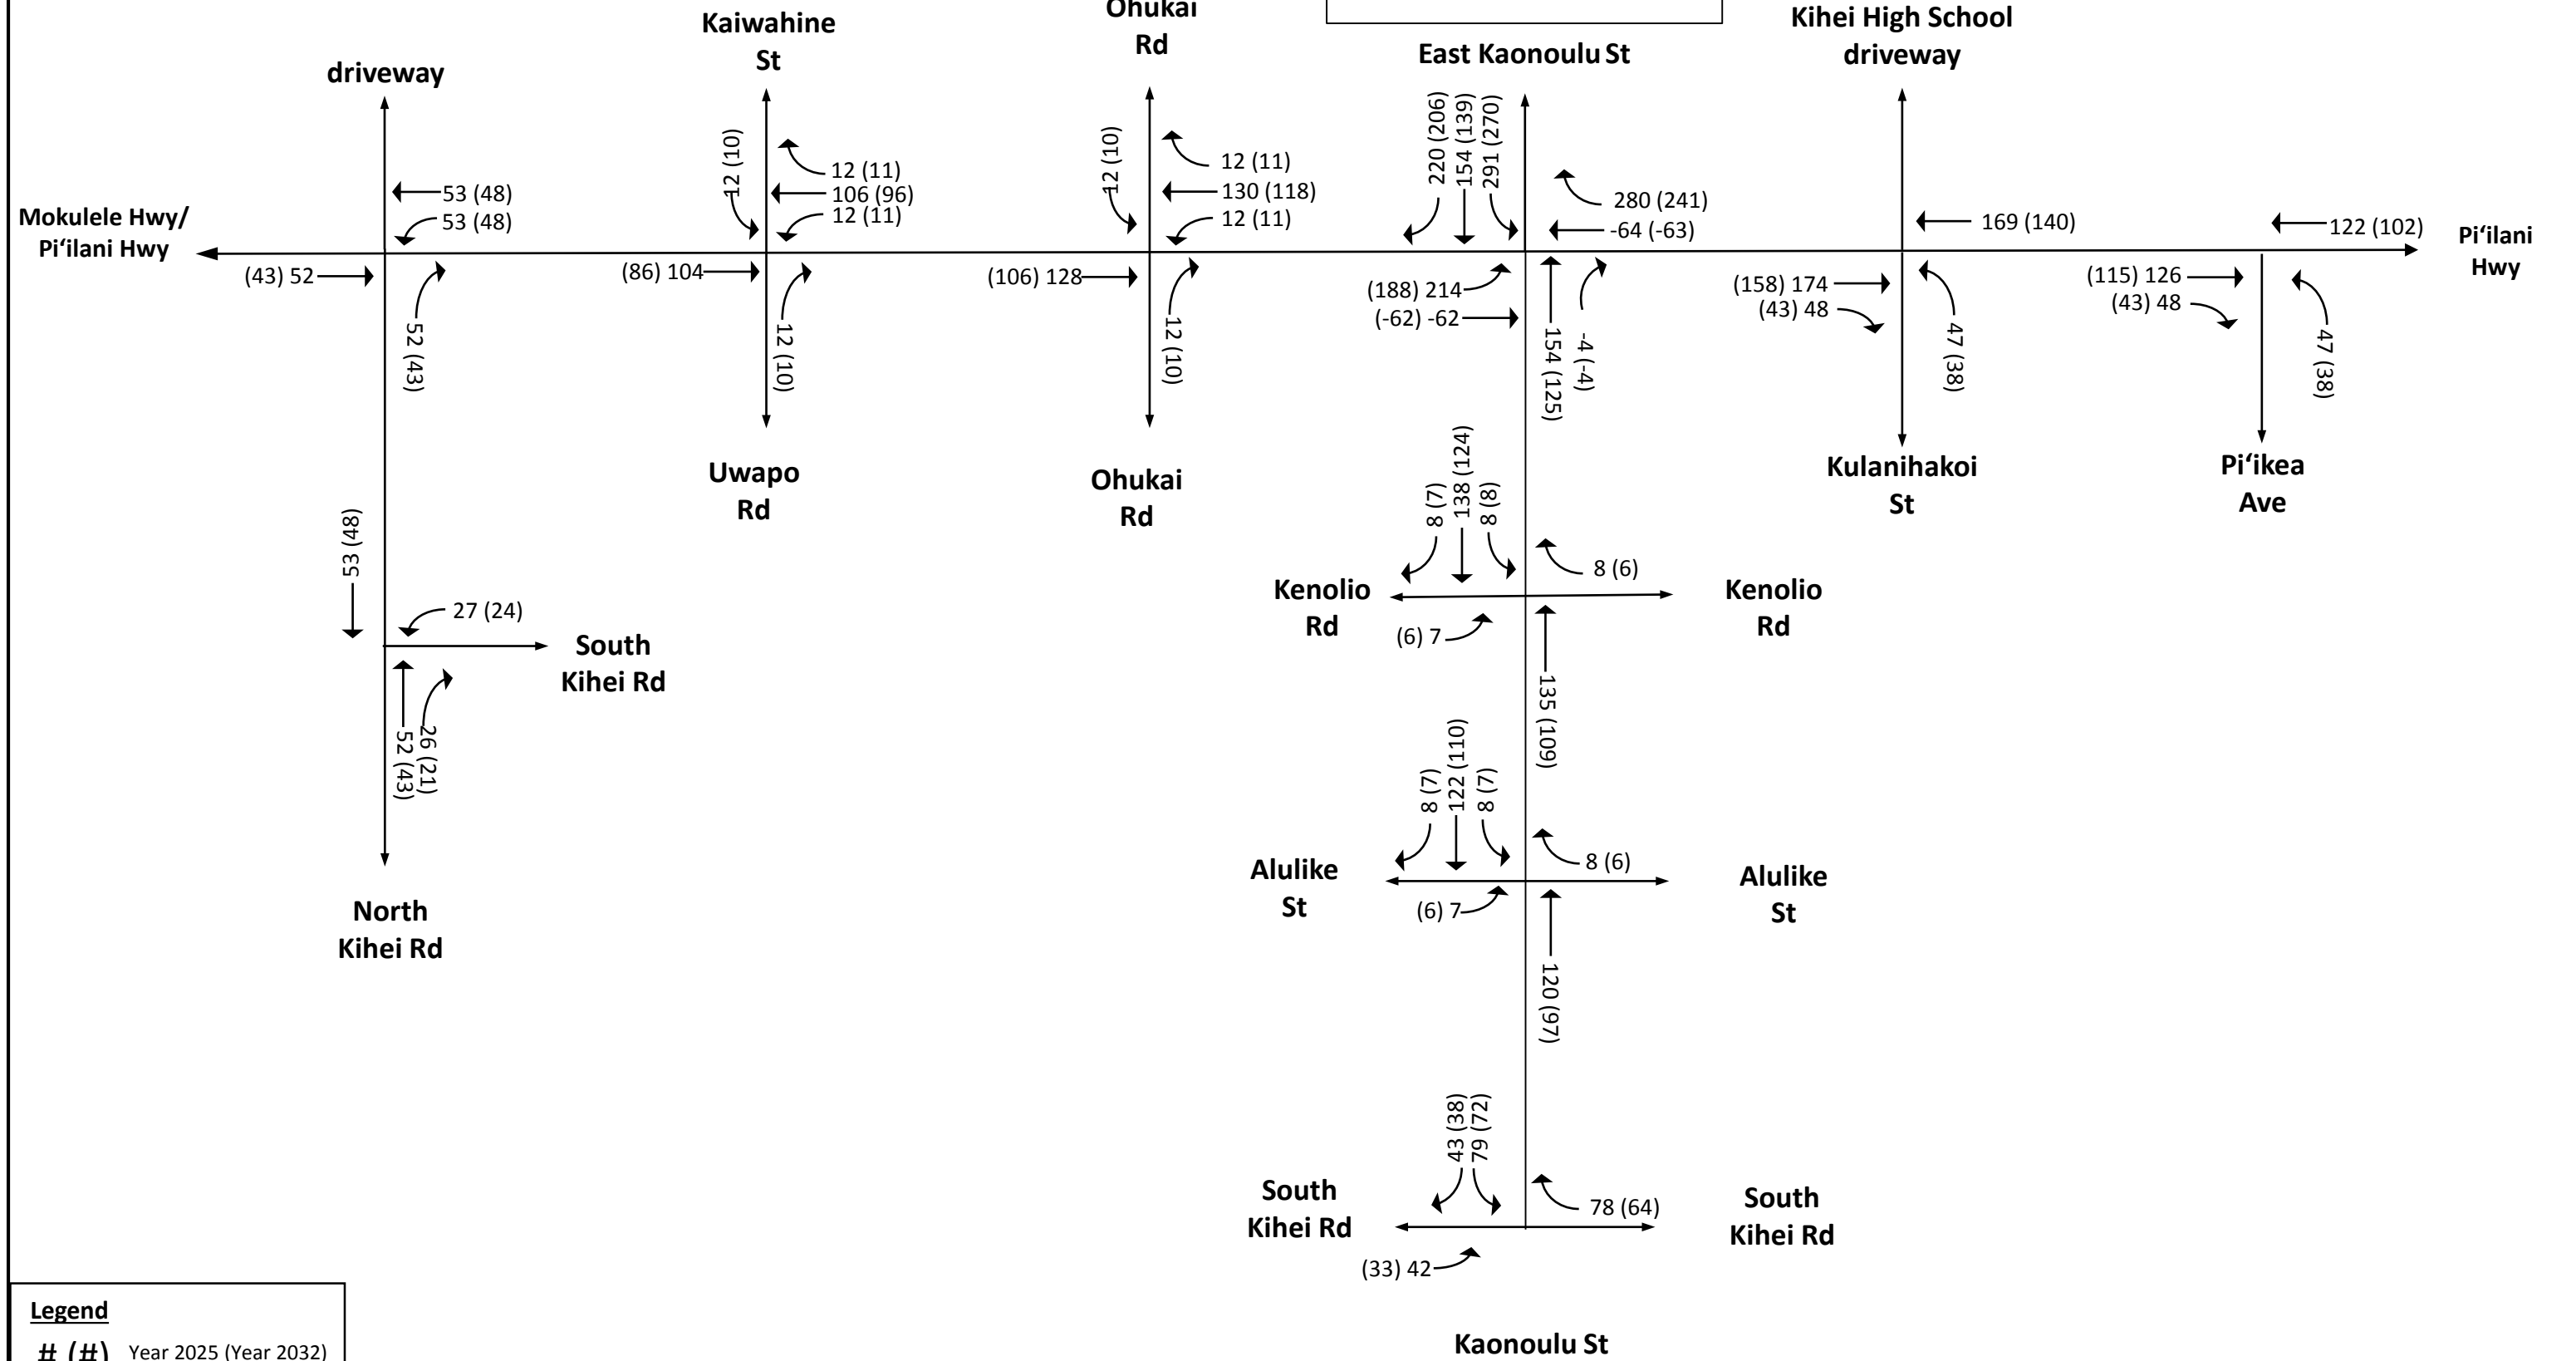 driveway
Mokulele Hwy/
Pi‘ilani Hwy
53 (48)
53 (48)
(43) 52
52 (43)
53 (48)
27 (24)
South
Kihei Rd
52 (43)
26 (21)
North
Kihei Rd
Kaiwahine
St
12 (10)
12 (11)
106 (96)
12 (11)
(86) 104
12 (10)
Uwapo
Rd
Ohukai
Rd
12 (10)
12 (11)
130 (118)
12 (11)
(106) 128
12 (10)
Ohukai
Rd
East Kaonoulu St
220 (206)
154 (139)
291 (270)
280 (241)
-64 (-63)
(188) 214
(-62) -62
154 (125)
-4 (-4)
Kihei High School
driveway
169 (140)
(158) 174
(43) 48
47 (38)
Kulanihakoi
St
122 (102)
Pi‘ilani
Hwy
(115) 126
(43) 48
47 (38)
Pi‘ikea
Ave
8 (7)
138 (124)
8 (8)
8 (6)
Kenolio
Rd
Kenolio
Rd
(6) 7
135 (109)
8 (7)
122 (110)
8 (7)
8 (6)
Alulike
St
Alulike
St
(6) 7
120 (97)
43 (38)
79 (72)
78 (64)
South
Kihei Rd
South
Kihei Rd
(33) 42
Kaonoulu St
Legend
# (#) Year 2025 (Year 2032)